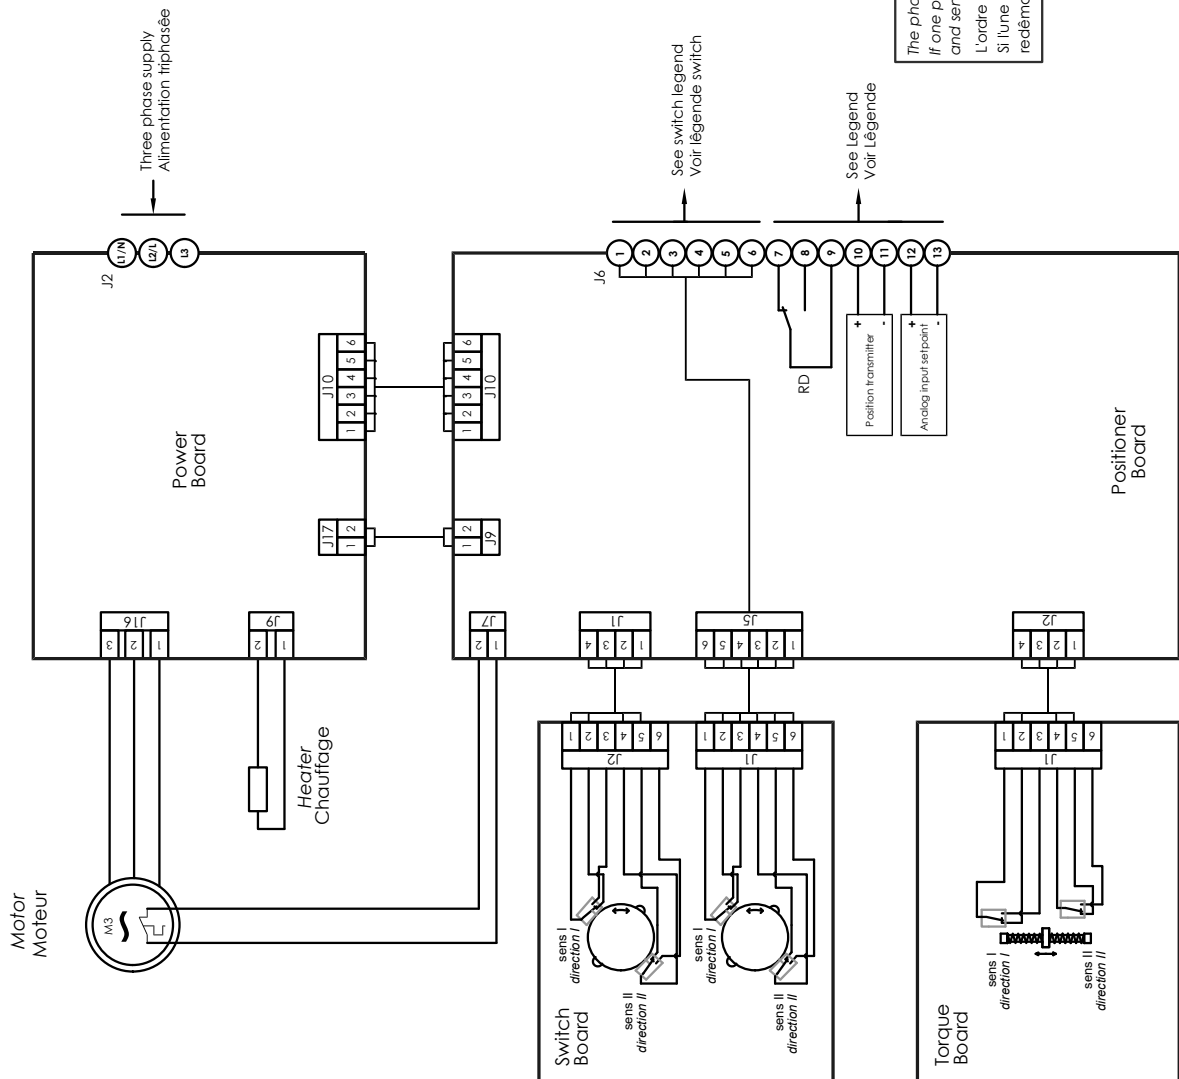 Motor
Moteur
M3
Heater
Chauffage
J16
3
2
1
J9
2
1
Power
Board
J2
L1/N
L2/L
L3
Three phase supply
Alimentation triphasée
J17
1 2
J10
1 2 3 4 5 6
J9
1 2
J10
1 2 3 4 5 6
J7
2
1
J1
4
3
2
1
J5
6
5
4
3
2
1
J2
4
3
2
1
Positioner
Board
J6
1
2
3
4
5
6
7
8
9
10
11
12
13
RD
Position transmitter
+
-
Analog input setpoint
+
-
See switch legend
Voir légende switch
See Legend
Voir Légende
The
If one
and
L'ordre
Si l'une
Switch
Board
sens I
direction I
sens II
direction II
J2
1
2
3
4
5
6
sens I
direction I
sens II
direction II
J1
1
2
3
4
5
6
Torque
Board
sens I
direction I
sens II
direction II
J1
1
2
3
4
5
6